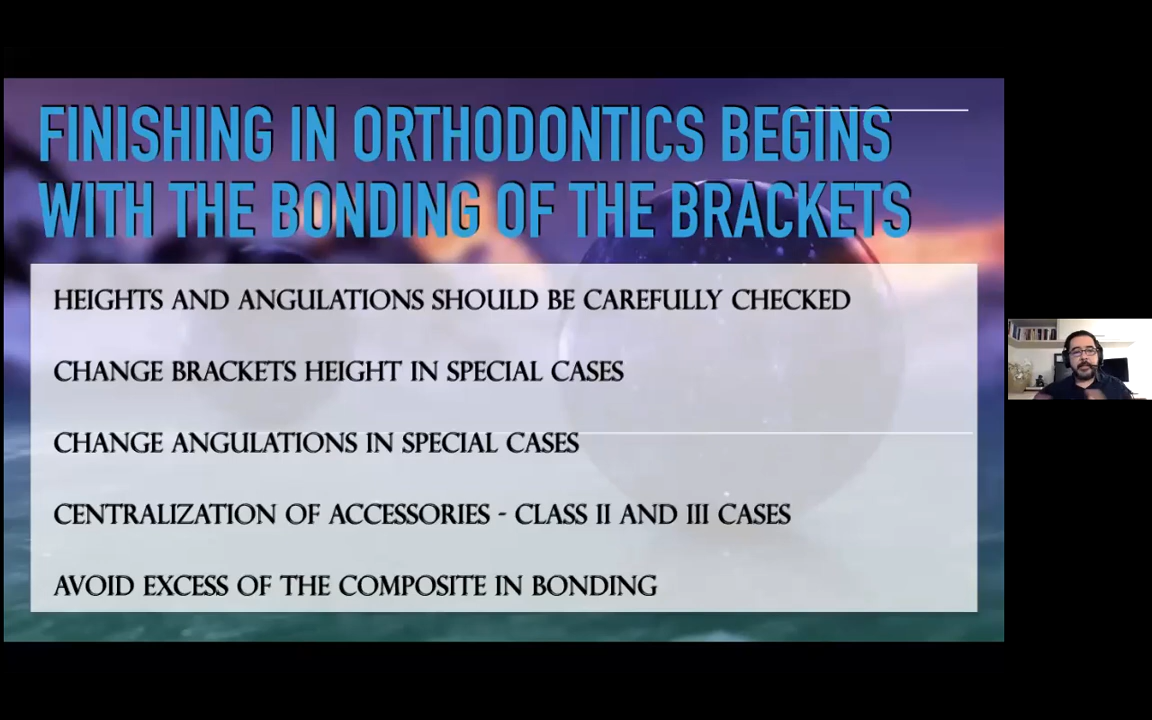 FINISHING IN ORTHODONTICS BEGINS
WITH THE BONDING OF THE BRACKETS
HEIGHTS AND ANGULATIONS SHOULD BE CAREFULLY CHECKED
CHANGE BRACKETS HEIGHT IN SPECIAL CASES
CHANGE ANGULATIONS IN SPECIAL CASES
CENTRALIZATION OF ACCESSORIES - CLASS II AND III CASES
AVOID EXCESS OF THE COMPOSITE IN BONDING